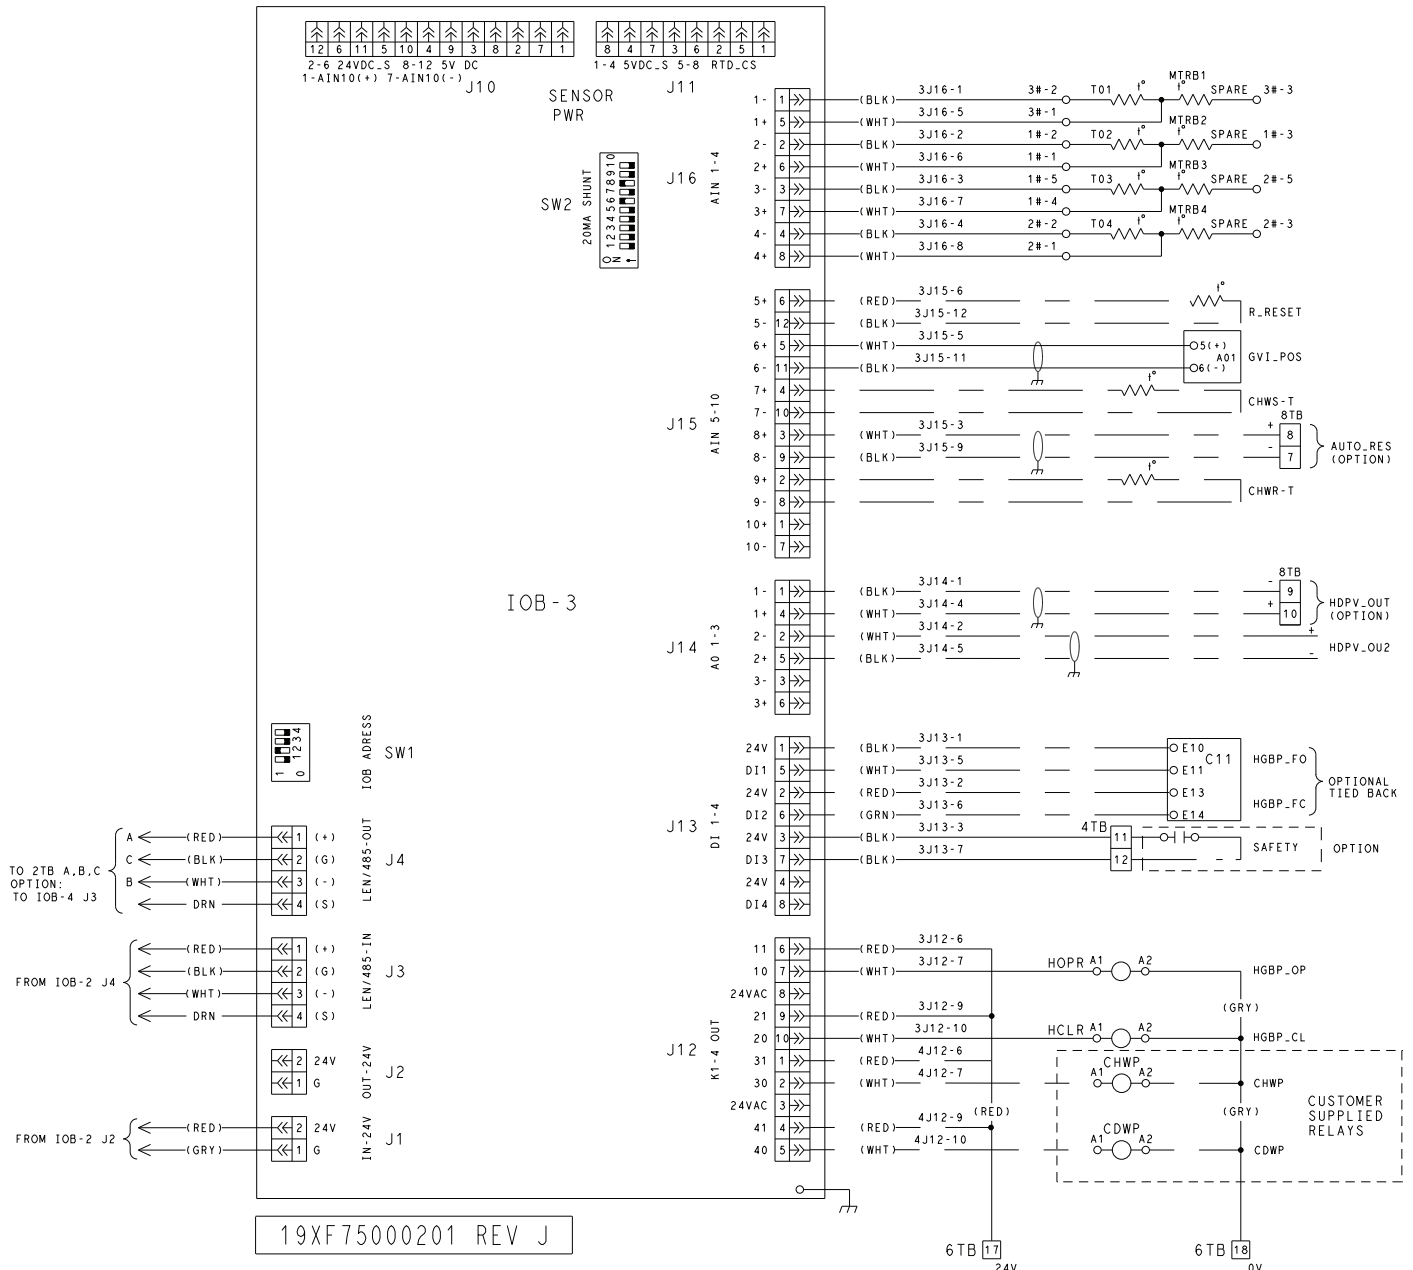 12 6 11 5 10 4 9 3 8 2 7 1
2-6 24VDC_S 8-12 5V DC
1-AIN10(+) 7-AIN10(-)
J10
8 4 7 3 6 2 5 1
1-4 5VDC_S 5-8 RTD_CS
J11
SENSOR
PWR
SW2
20MA SHUNT
1 2 3 4 5 6 7 8 9 10
ON
J16
AIN 1-4
1- 1 (BLK) 3J16-1 3#-2 T01 t° MTRB1 t° SPARE 3#-3
1+ 5 (WHT) 3J16-5 3#-1
2- 2 (BLK) 3J16-2 1#-2 T02 t° MTRB2 t° SPARE 1#-3
2+ 6 (WHT) 3J16-6 1#-1
3- 3 (BLK) 3J16-3 1#-5 T03 t° MTRB3 t° SPARE 2#-5
3+ 7 (WHT) 3J16-7 1#-4
4- 4 (BLK) 3J16-4 2#-2 T04 t° MTRB4 t° SPARE 2#-3
4+ 8 (WHT) 3J16-8 2#-1
J15
AIN 5-10
5+ 6 (RED) 3J15-6 t°
R_RESET
5- 12 (BLK) 3J15-12
6+ 5 (WHT) 3J15-5 5(+)
A01 GVI_POS
6- 11 (BLK) 3J15-11 6(-)
7+ 4 t°
CHWS-T
7- 10
8TB
8+ 3 (WHT) 3J15-3 + 8
AUTO_RES
(OPTION)
8- 9 (BLK) 3J15-9 - 7
9+ 2 t°
CHWR-T
9- 8
10+ 1
10- 7
IOB-3
J14
AO 1-3
8TB
1- 1 (BLK) 3J14-1 - 9
HDPV_OUT
(OPTION)
1+ 4 (WHT) 3J14-4 + 10
2- 2 (WHT) 3J14-2 +
HDPV_OU2
2+ 5 (BLK) 3J14-5 -
3- 3
3+ 6
1 2 3 4
1 0
IOB ADRESS
SW1
J13
DI 1-4
24V 1 (BLK) 3J13-1 E10
C11 HGBP_FO
DI1 5 (WHT) 3J13-5 E11
OPTIONAL
TIED BACK
24V 2 (RED) 3J13-2 E13
HGBP_FC
DI2 6 (GRN) 3J13-6 E14
4TB
24V 3 (BLK) 3J13-3 11
SAFETY OPTION
DI3 7 (BLK) 3J13-7 12
24V 4
DI4 8
TO 2TB A,B,C
OPTION:
TO IOB-4 J3
A (RED) 1 (+)
C (BLK) 2 (G)
B (WHT) 3 (-)
DRN 4 (S)
LEN/485-OUT
J4
FROM IOB-2 J4
(RED) 1 (+)
(BLK) 2 (G)
(WHT) 3 (-)
DRN 4 (S)
LEN/485-IN
J3
2 24V
1 G
OUT-24V
J2
FROM IOB-2 J2
(RED) 2 24V
(GRY) 1 G
IN-24V
J1
J12
K1-4 OUT
11 6 (RED) 3J12-6
10 7 (WHT) 3J12-7 HOPR A1 A2 HGBP_OP
24VAC 8
(GRY)
21 9 (RED) 3J12-9
20 10 (WHT) 3J12-10 HCLR A1 A2 HGBP_CL
31 1 (RED) 4J12-6
CHWP
30 2 (WHT) 4J12-7 A1 A2 CHWP
24VAC 3
(RED) (GRY)
CUSTOMER
SUPPLIED
RELAYS
41 4 (RED) 4J12-9
CDWP
40 5 (WHT) 4J12-10 A1 A2 CDWP
19XF75000201 REV J
6TB 17
24V
6TB 18
0V